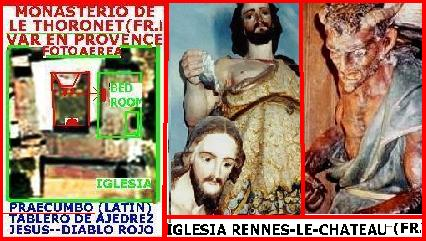 MONASTERIO DE
LE THORONET(FR.)
VAR EN PROVENCE
FOTO AEREA
BED
ROOM
IGLESIA
PRAECUMBO (LATIN)
TABLERO DE AJEDREZ
JESUS--DIABLO ROJO
IGLESIA RENNES-LE-CHATEAU (FR.)